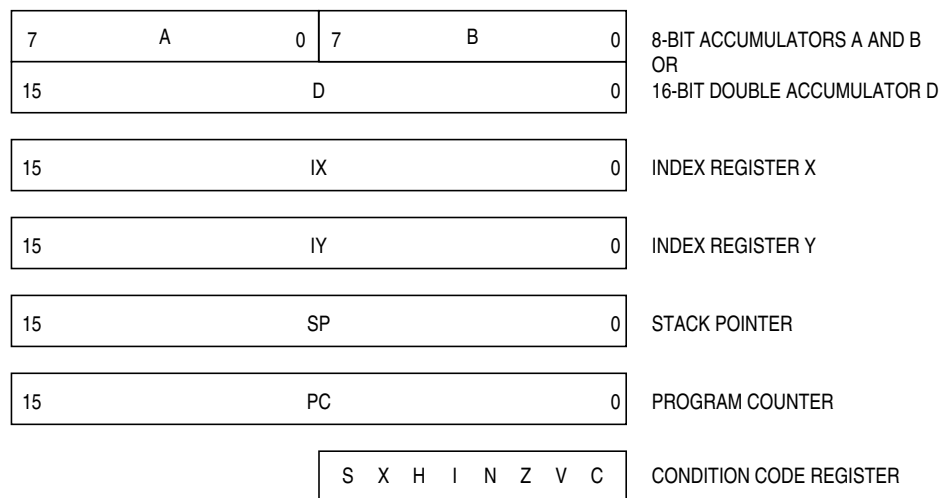 7 A 0 7 B 0 8-BIT ACCUMULATORS A AND B
OR
15 D 0 16-BIT DOUBLE ACCUMULATOR D
15 IX 0 INDEX REGISTER X
15 IY 0 INDEX REGISTER Y
15 SP 0 STACK POINTER
15 PC 0 PROGRAM COUNTER
S X H I N Z V C CONDITION CODE REGISTER